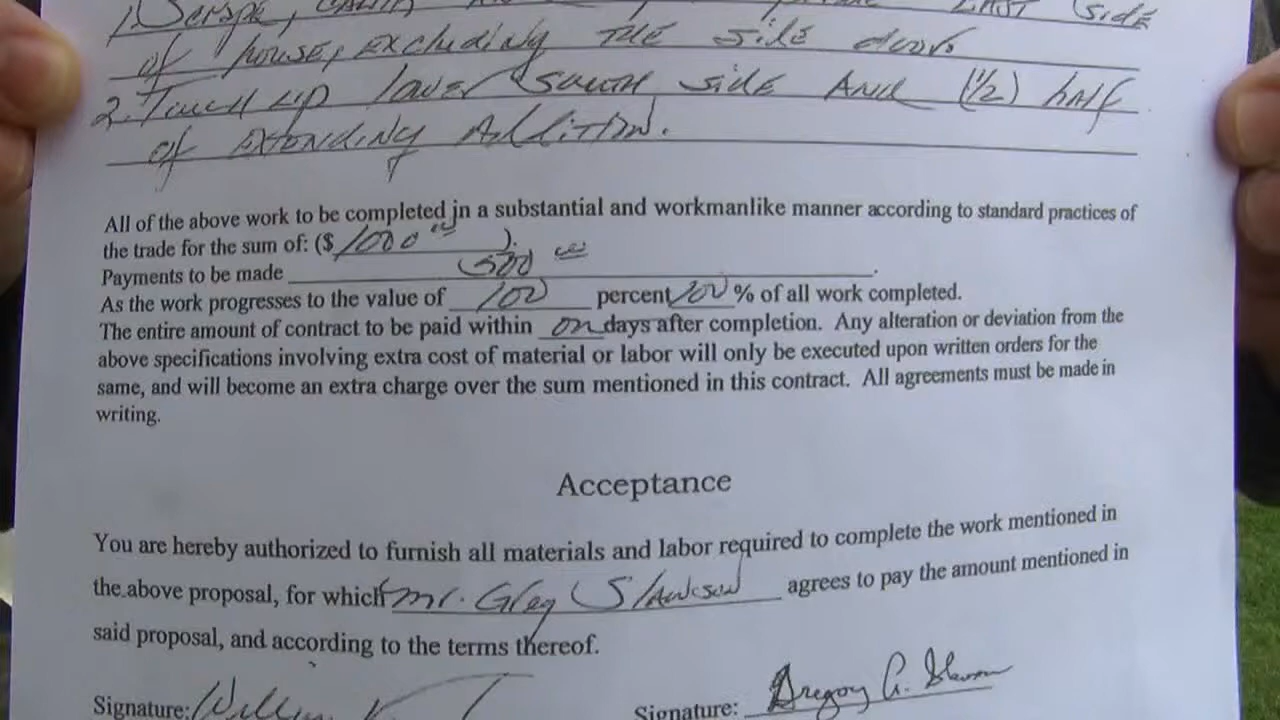 of house, excluding the side doors
2. Touch up lower south side and (1/2) half
of extending Addition.
All of the above work to be completed in a substantial and workmanlike manner according to standard practices of
the trade for the sum of: ($ 1000 00 ).
Payments to be made 500 00 .
As the work progresses to the value of 100 percent 100 % of all work completed.
The entire amount of contract to be paid within on days after completion. Any alteration or deviation from the
above specifications involving extra cost of material or labor will only be executed upon written orders for the
same, and will become an extra charge over the sum mentioned in this contract. All agreements must be made in
writing.
Acceptance
You are hereby authorized to furnish all materials and labor required to complete the work mentioned in
the above proposal, for which Mr. Greg Slawson agrees to pay the amount mentioned in
said proposal, and according to the terms thereof.
Signature: Signature: Gregory A. Slawson